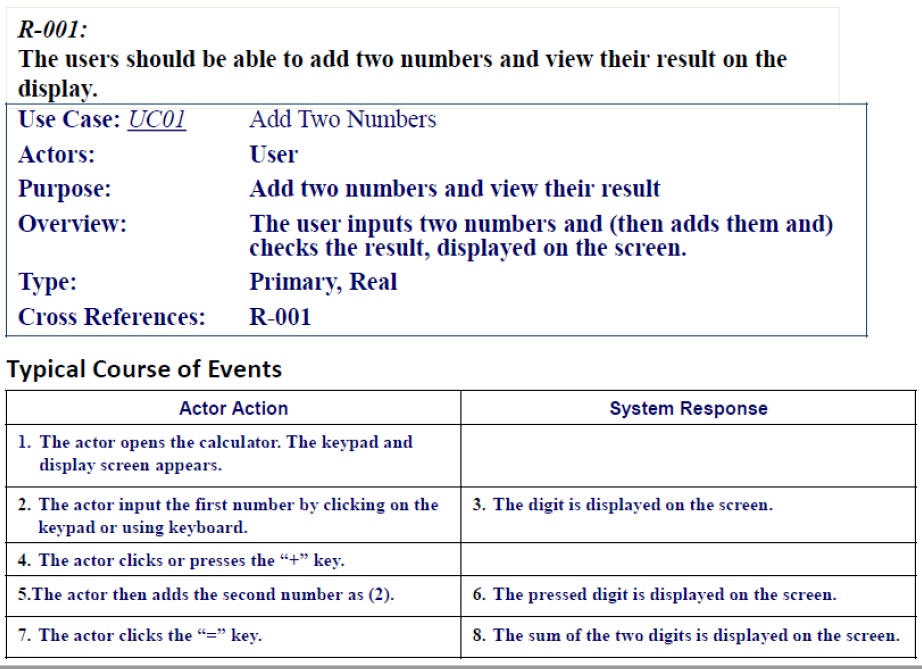 R-001:
The users should be able to add two numbers and view their result on the
display.
Use Case: UC01 Add Two Numbers
Actors: User
Purpose: Add two numbers and view their result
Overview: The user inputs two numbers and (then adds them and)
checks the result, displayed on the screen.
Type: Primary, Real
Cross References: R-001
Typical Course of Events
Actor Action System Response
1. The actor opens the calculator. The keypad and
display screen appears.
2. The actor input the first number by clicking on the 3. The digit is displayed on the screen.
keypad or using keyboard.
4. The actor clicks or presses the “+” key.
5.The actor then adds the second number as (2). 6. The pressed digit is displayed on the screen.
7. The actor clicks the “=” key. 8. The sum of the two digits is displayed on the screen.